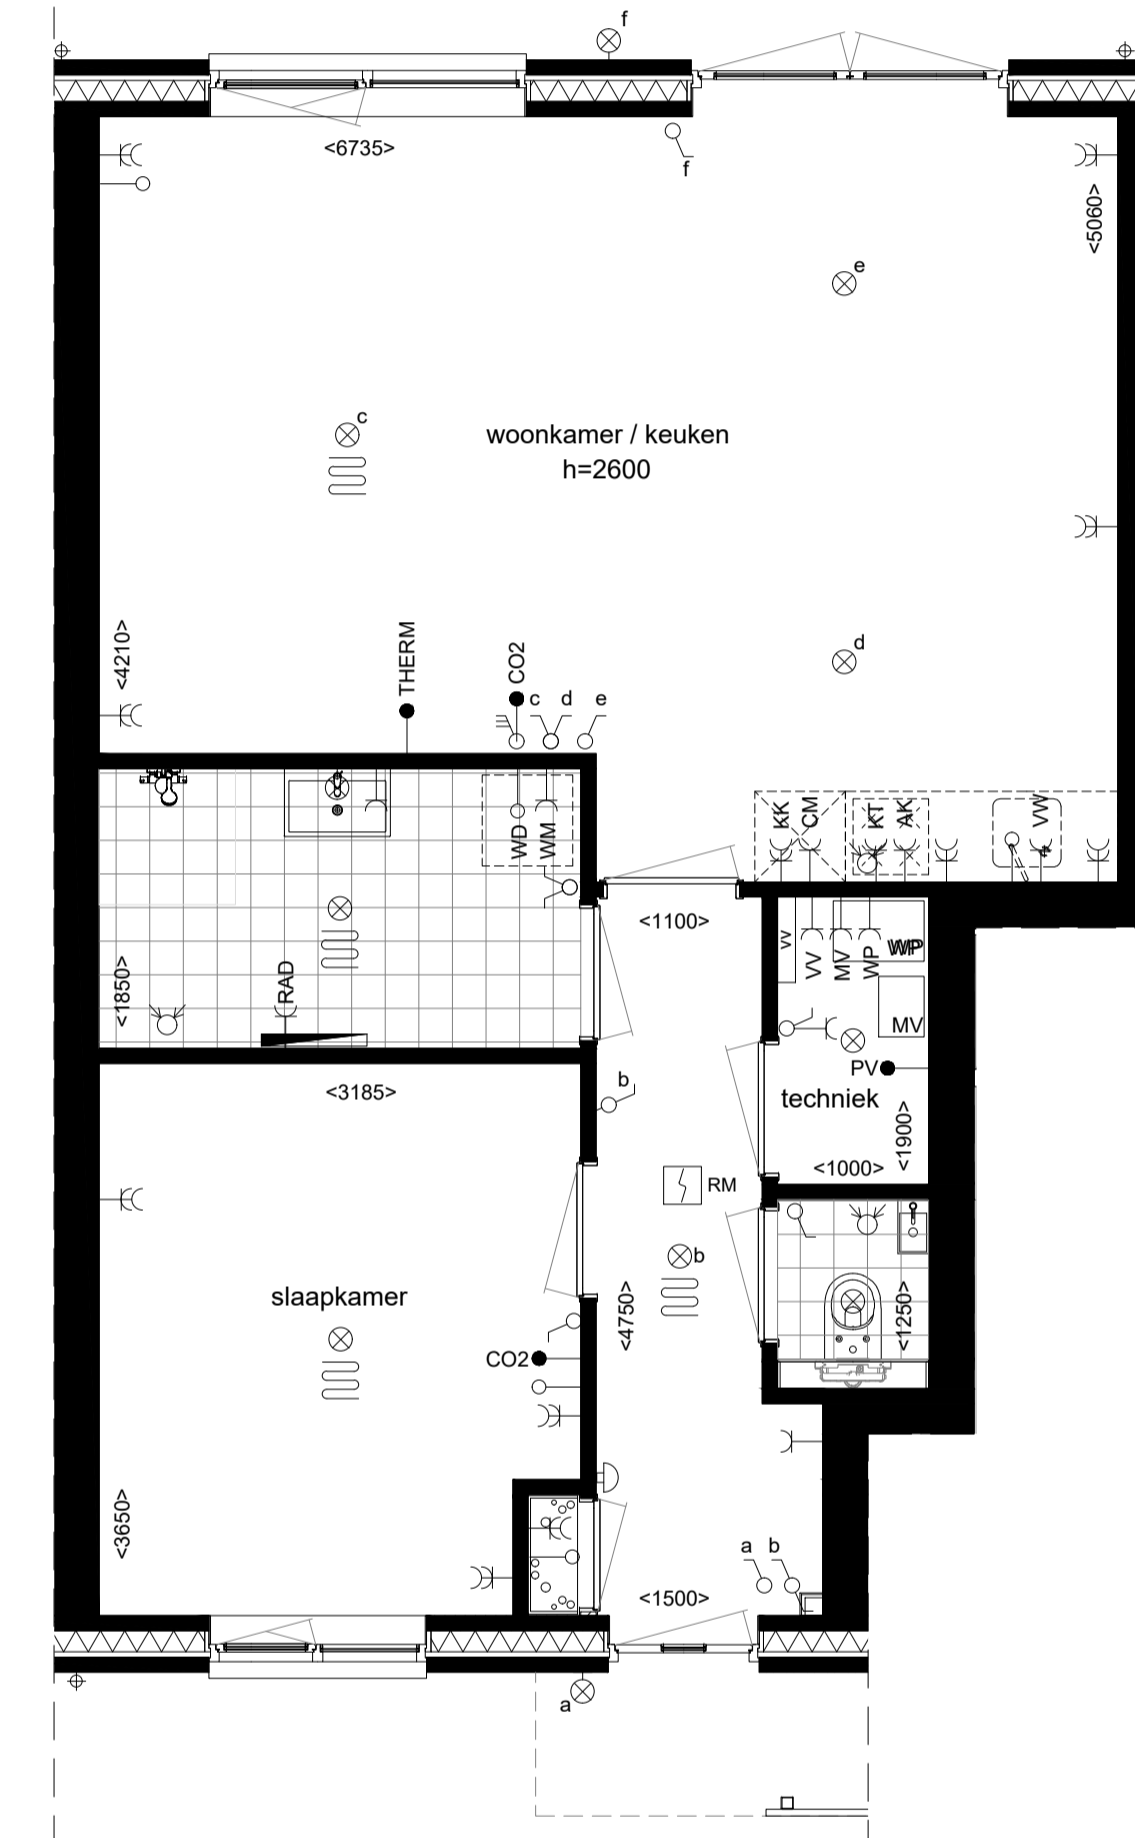 f
<6735>
f
<5060>
e
c
woonkamer / keuken
h=2600
d
<4210>
THERM
CO2
c
d
e
KK
CM
KT
AK
VW
WD
WM
<1100>
vv
VV
MV
WP
WP
MV
<1850>
RAD
PV
techniek
<1900>
<1000>
<3185>
b
RM
b
slaapkamer
<4750>
<1250>
CO2
<3650>
a
b
<1500>
a